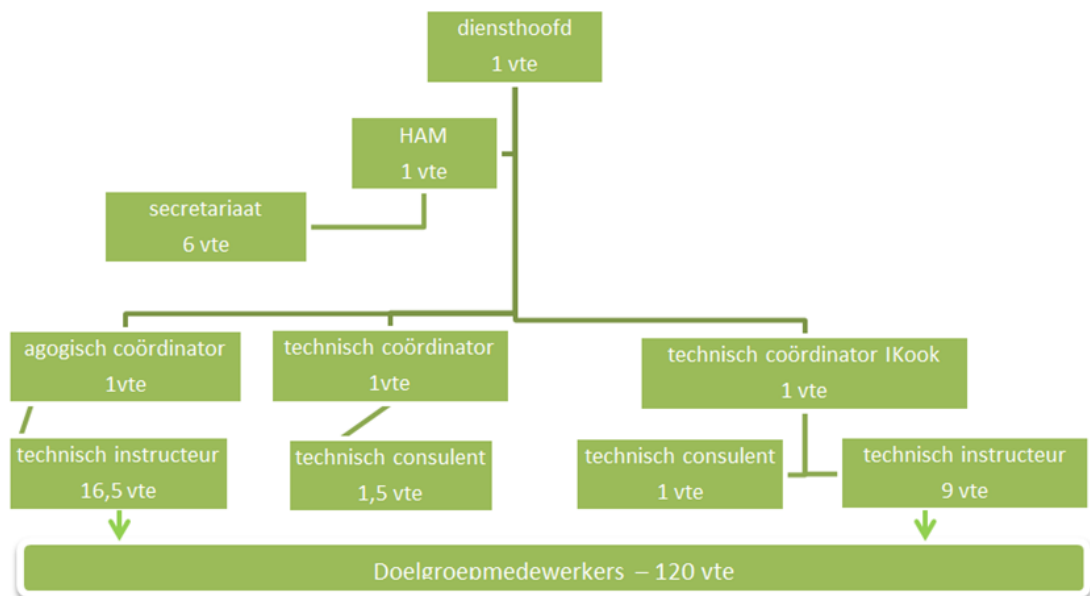 diensthoofd
1 vte
HAM
1 vte
secretariaat
6 vte
agogisch coördinator
1vte
technisch coördinator
1vte
technisch coördinator IKook
1 vte
technisch instructeur
16,5 vte
technisch consulent
1,5 vte
technisch consulent
1 vte
technisch instructeur
9 vte
Doelgroepmedewerkers – 120 vte